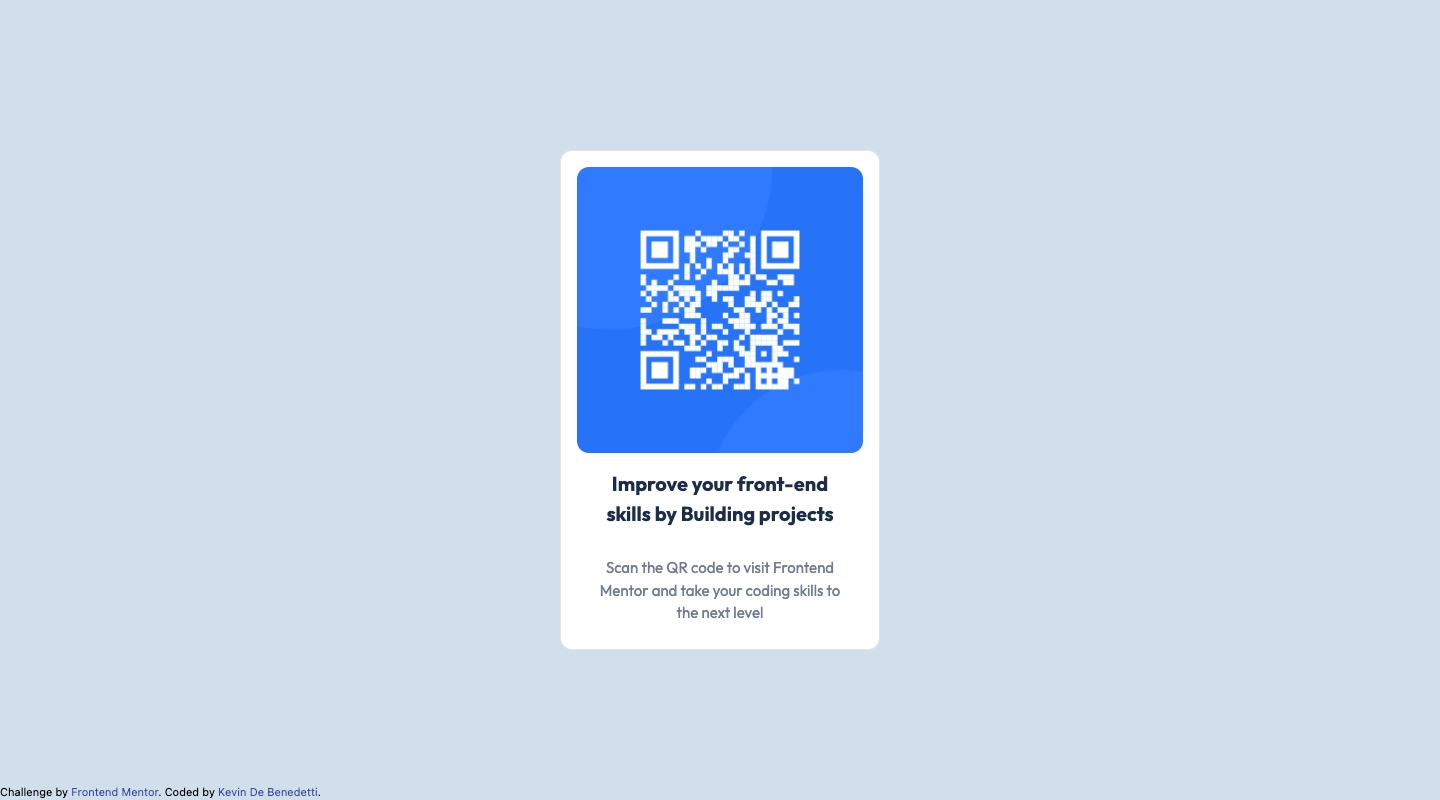 Improve your front-end
skills by Building projects
Scan the QR code to visit Frontend
Mentor and take your coding skills to
the next level
Challenge by Frontend Mentor. Coded by Kevin De Benedetti.